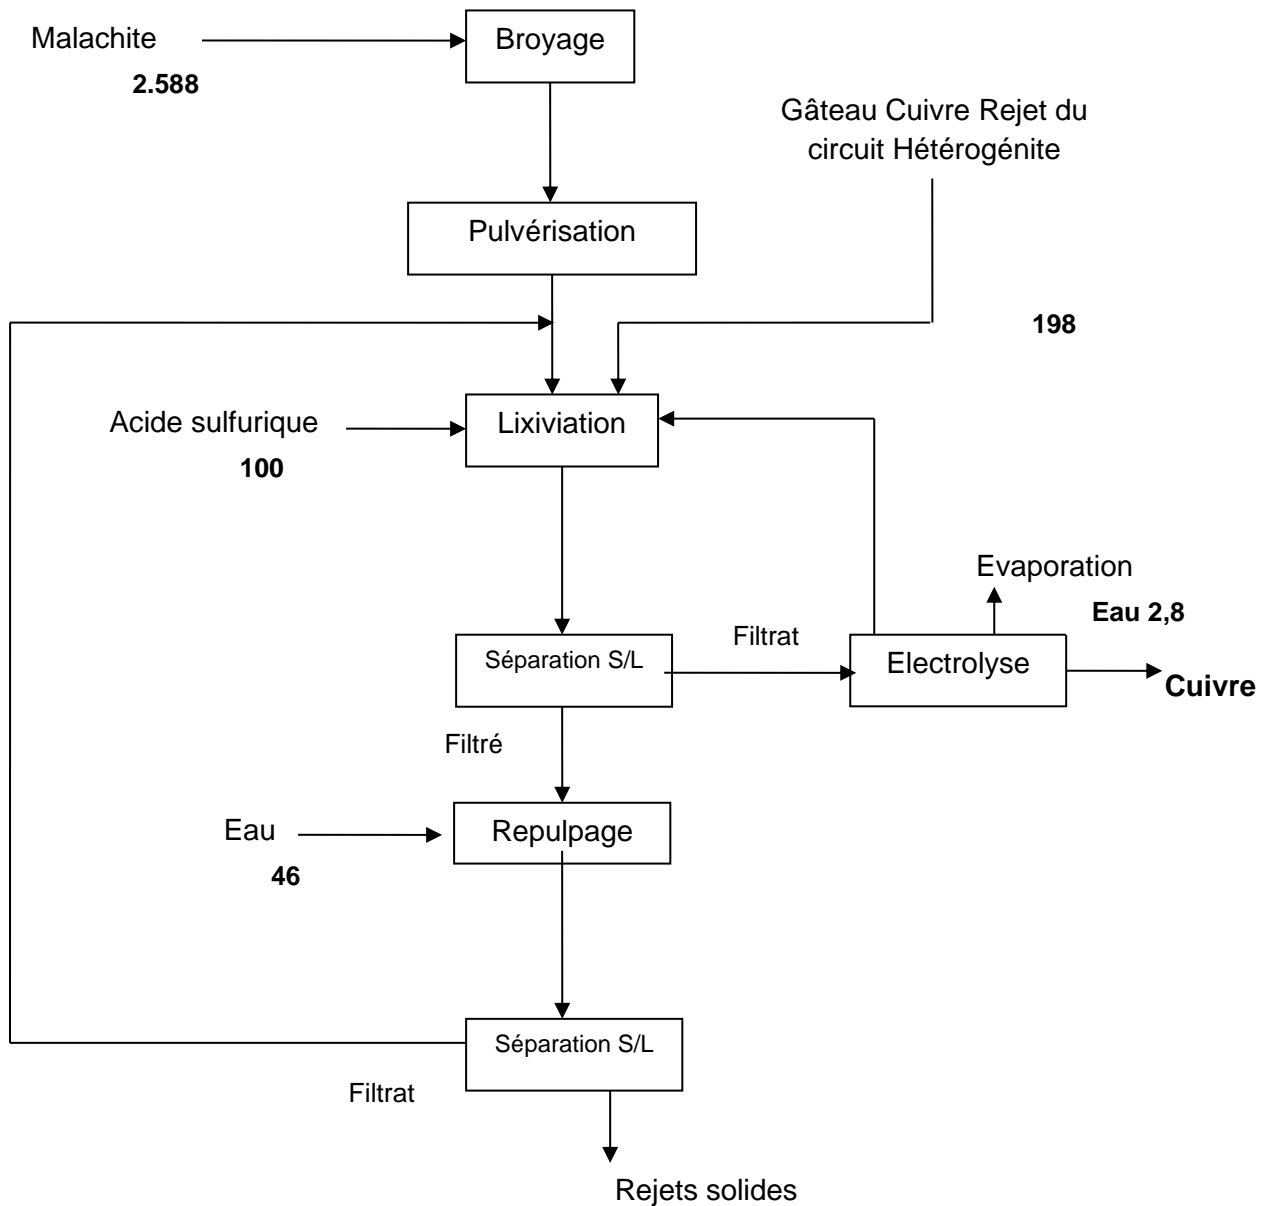 Malachite
2.588
Broyage
Gâteau Cuivre Rejet du
circuit Hétérogénite
Pulvérisation
198
Acide sulfurique
100
Lixiviation
Evaporation
Eau 2,8
Séparation S/L
Filtrat
Electrolyse
Cuivre
Filtré
Eau
46
Repulpage
Séparation S/L
Filtrat
Rejets solides